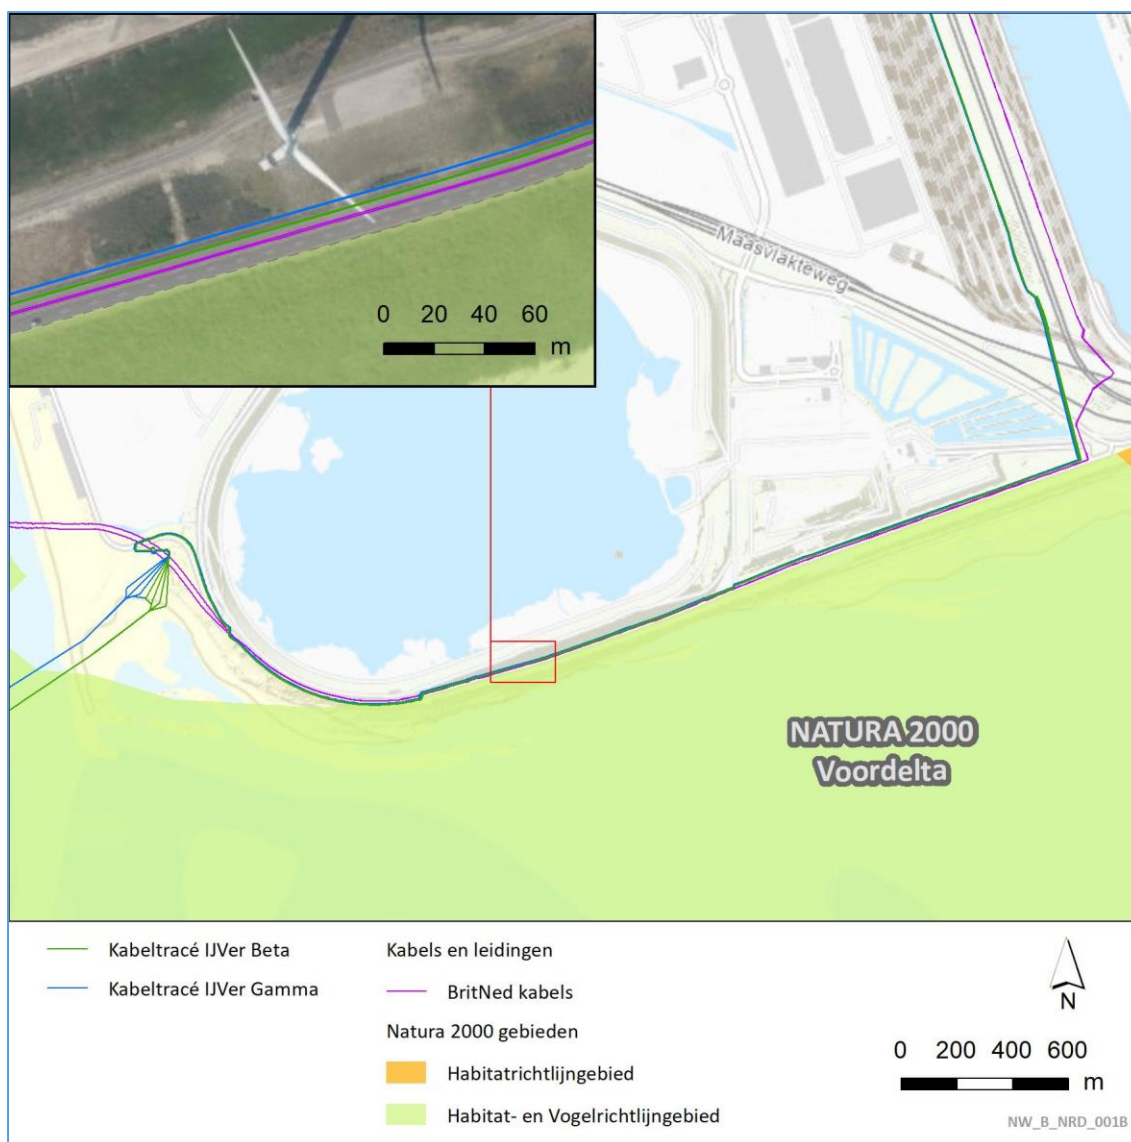 0 20 40 60
m
Maasvlakteweg
NATURA 2000
Voordelta
Kabeltracé IJVer Beta
Kabeltracé IJVer Gamma
Kabels en leidingen
BritNed kabels
Natura 2000 gebieden
Habitatrichtlijngebied
Habitat- en Vogelrichtlijngebied
N
0 200 400 600
m
NW_B_NRD_001B